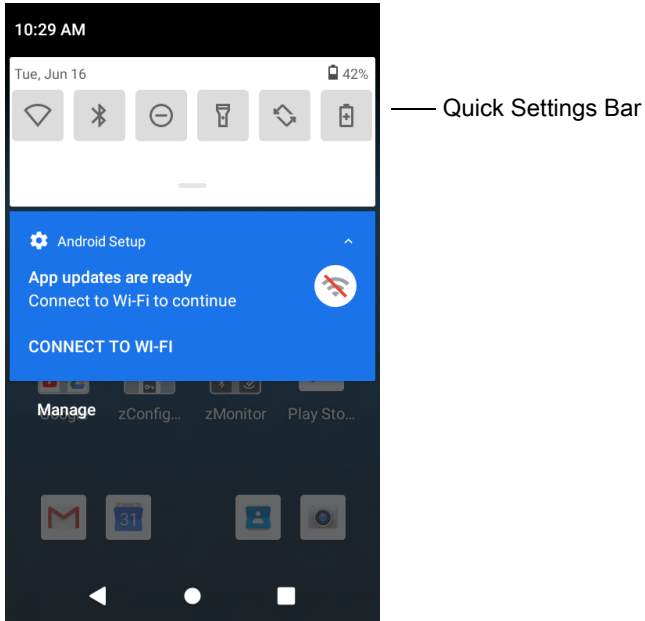 10:29 AM
Tue, Jun 16
42%
Quick Settings Bar
Android Setup
App updates are ready
Connect to Wi-Fi to continue
CONNECT TO WI-FI
Manage
Google zConfig... zMonitor Play Sto...
31